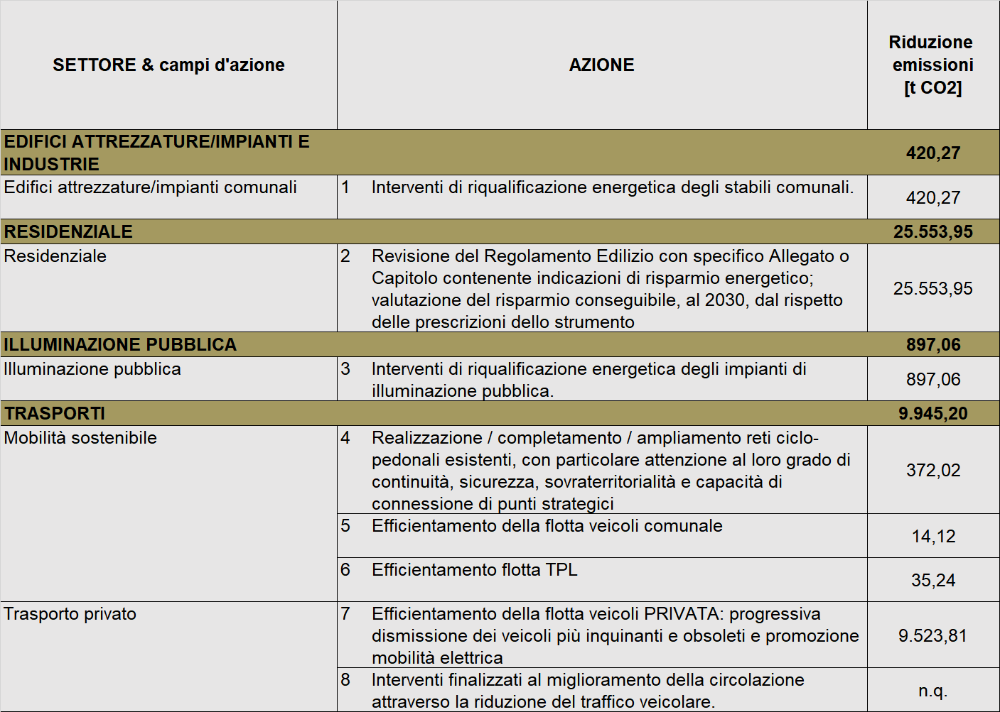 SETTORE & campi d'azione
AZIONE
Riduzione
emissioni
[t CO2]
EDIFICI ATTREZZATURE/IMPIANTI E
INDUSTRIE
420,27
Edifici attrezzature/impianti comunali
1 Interventi di riqualificazione energetica degli stabili comunali.
420,27
RESIDENZIALE
25.553,95
Residenziale
2 Revisione del Regolamento Edilizio con specifico Allegato o
Capitolo contenente indicazioni di risparmio energetico;
valutazione del risparmio conseguibile, al 2030, dal rispetto
delle prescrizioni dello strumento
25.553,95
ILLUMINAZIONE PUBBLICA
897,06
Illuminazione pubblica
3 Interventi di riqualificazione energetica degli impianti di
illuminazione pubblica.
897,06
TRASPORTI
9.945,20
Mobilità sostenibile
4 Realizzazione / completamento / ampliamento reti ciclo-
pedonali esistenti, con particolare attenzione al loro grado di
continuità, sicurezza, sovraterritorialità e capacità di
connessione di punti strategici
372,02
5 Efficientamento della flotta veicoli comunale
14,12
6 Efficientamento flotta TPL
35,24
Trasporto privato
7 Efficientamento della flotta veicoli PRIVATA: progressiva
dismissione dei veicoli più inquinanti e obsoleti e promozione
mobilità elettrica
9.523,81
8 Interventi finalizzati al miglioramento della circolazione
attraverso la riduzione del traffico veicolare.
n.q.